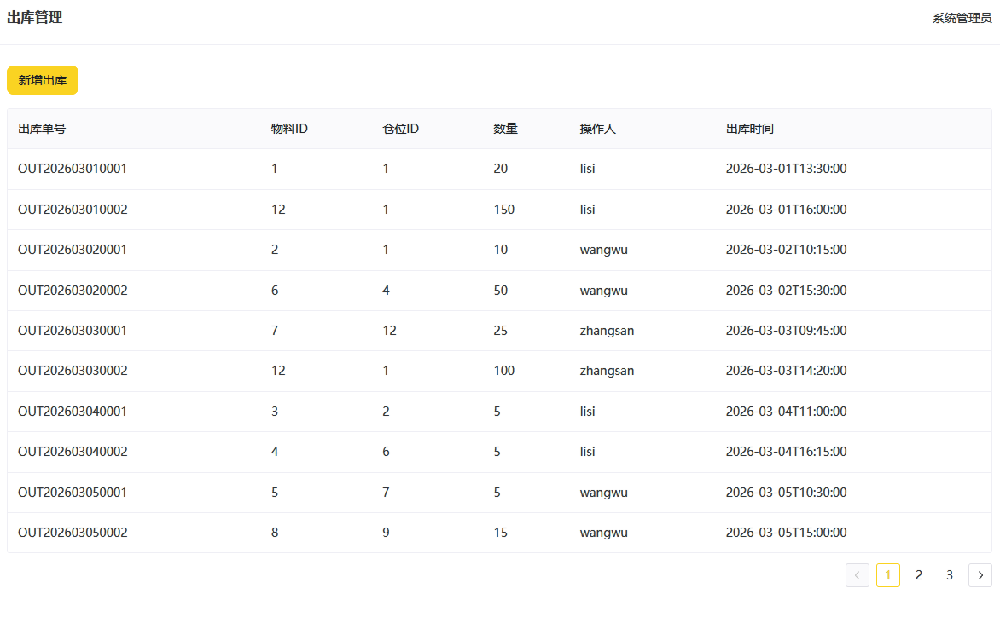 出库管理 系统管理员
新增出库
出库单号 物料ID 仓位ID 数量 操作人 出库时间
OUT202603010001 1 1 20 lisi 2026-03-01T13:30:00
OUT202603010002 12 1 150 lisi 2026-03-01T16:00:00
OUT202603020001 2 1 10 wangwu 2026-03-02T10:15:00
OUT202603020002 6 4 50 wangwu 2026-03-02T15:30:00
OUT202603030001 7 12 25 zhangsan 2026-03-03T09:45:00
OUT202603030002 12 1 100 zhangsan 2026-03-03T14:20:00
OUT202603040001 3 2 5 lisi 2026-03-04T11:00:00
OUT202603040002 4 6 5 lisi 2026-03-04T16:15:00
OUT202603050001 5 7 5 wangwu 2026-03-05T10:30:00
OUT202603050002 8 9 15 wangwu 2026-03-05T15:00:00
1 2 3